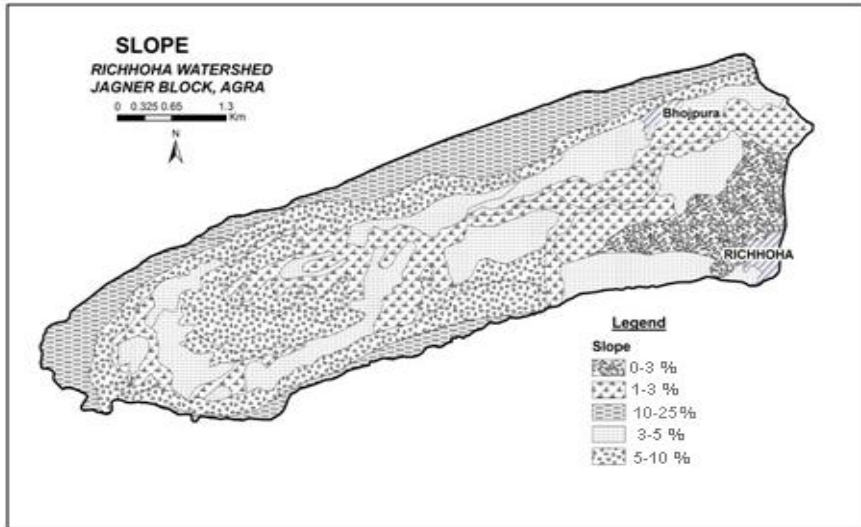 SLOPE
RICHHOHA WATERSHED
JAGNER BLOCK, AGRA
0 0.325 0.65 1.3
Km
N
Bhojpura
RICHHOHA
Legend
Slope
0-3 %
1-3 %
10-25%
3-5 %
5-10 %